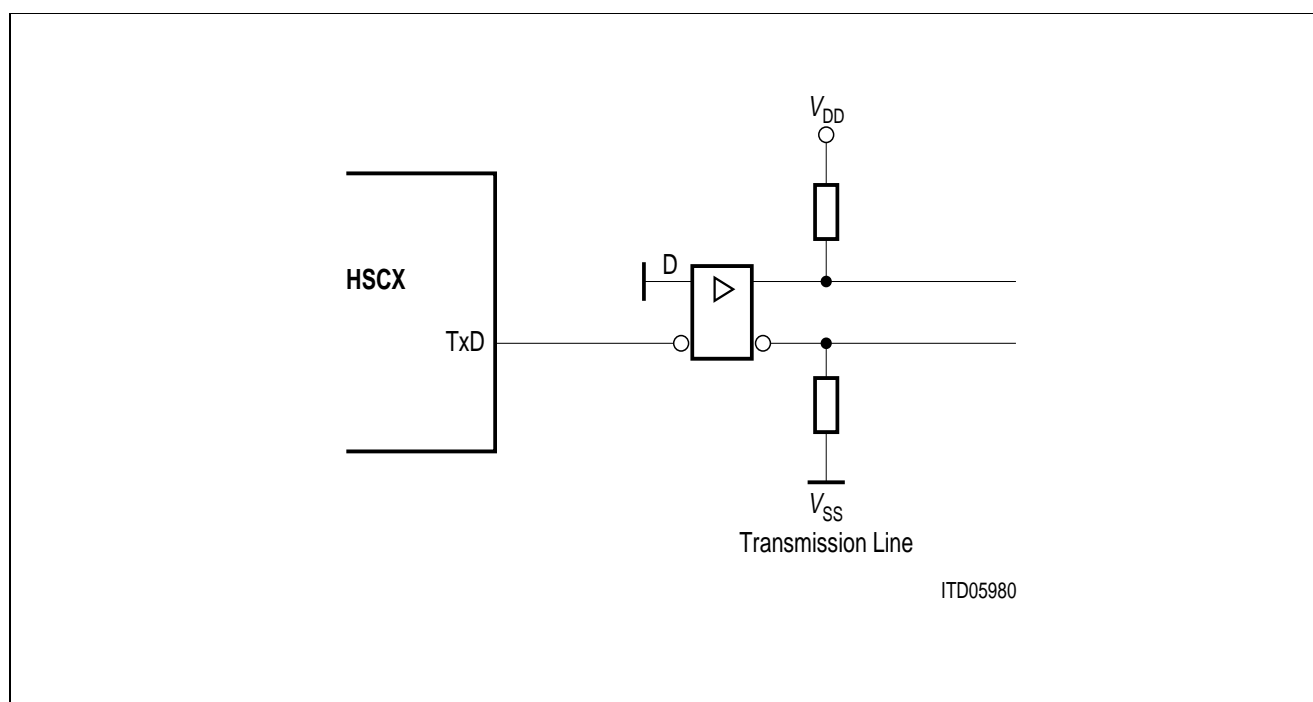 V_DD
D
HSCX
TxD
V_SS
Transmission Line
ITD05980